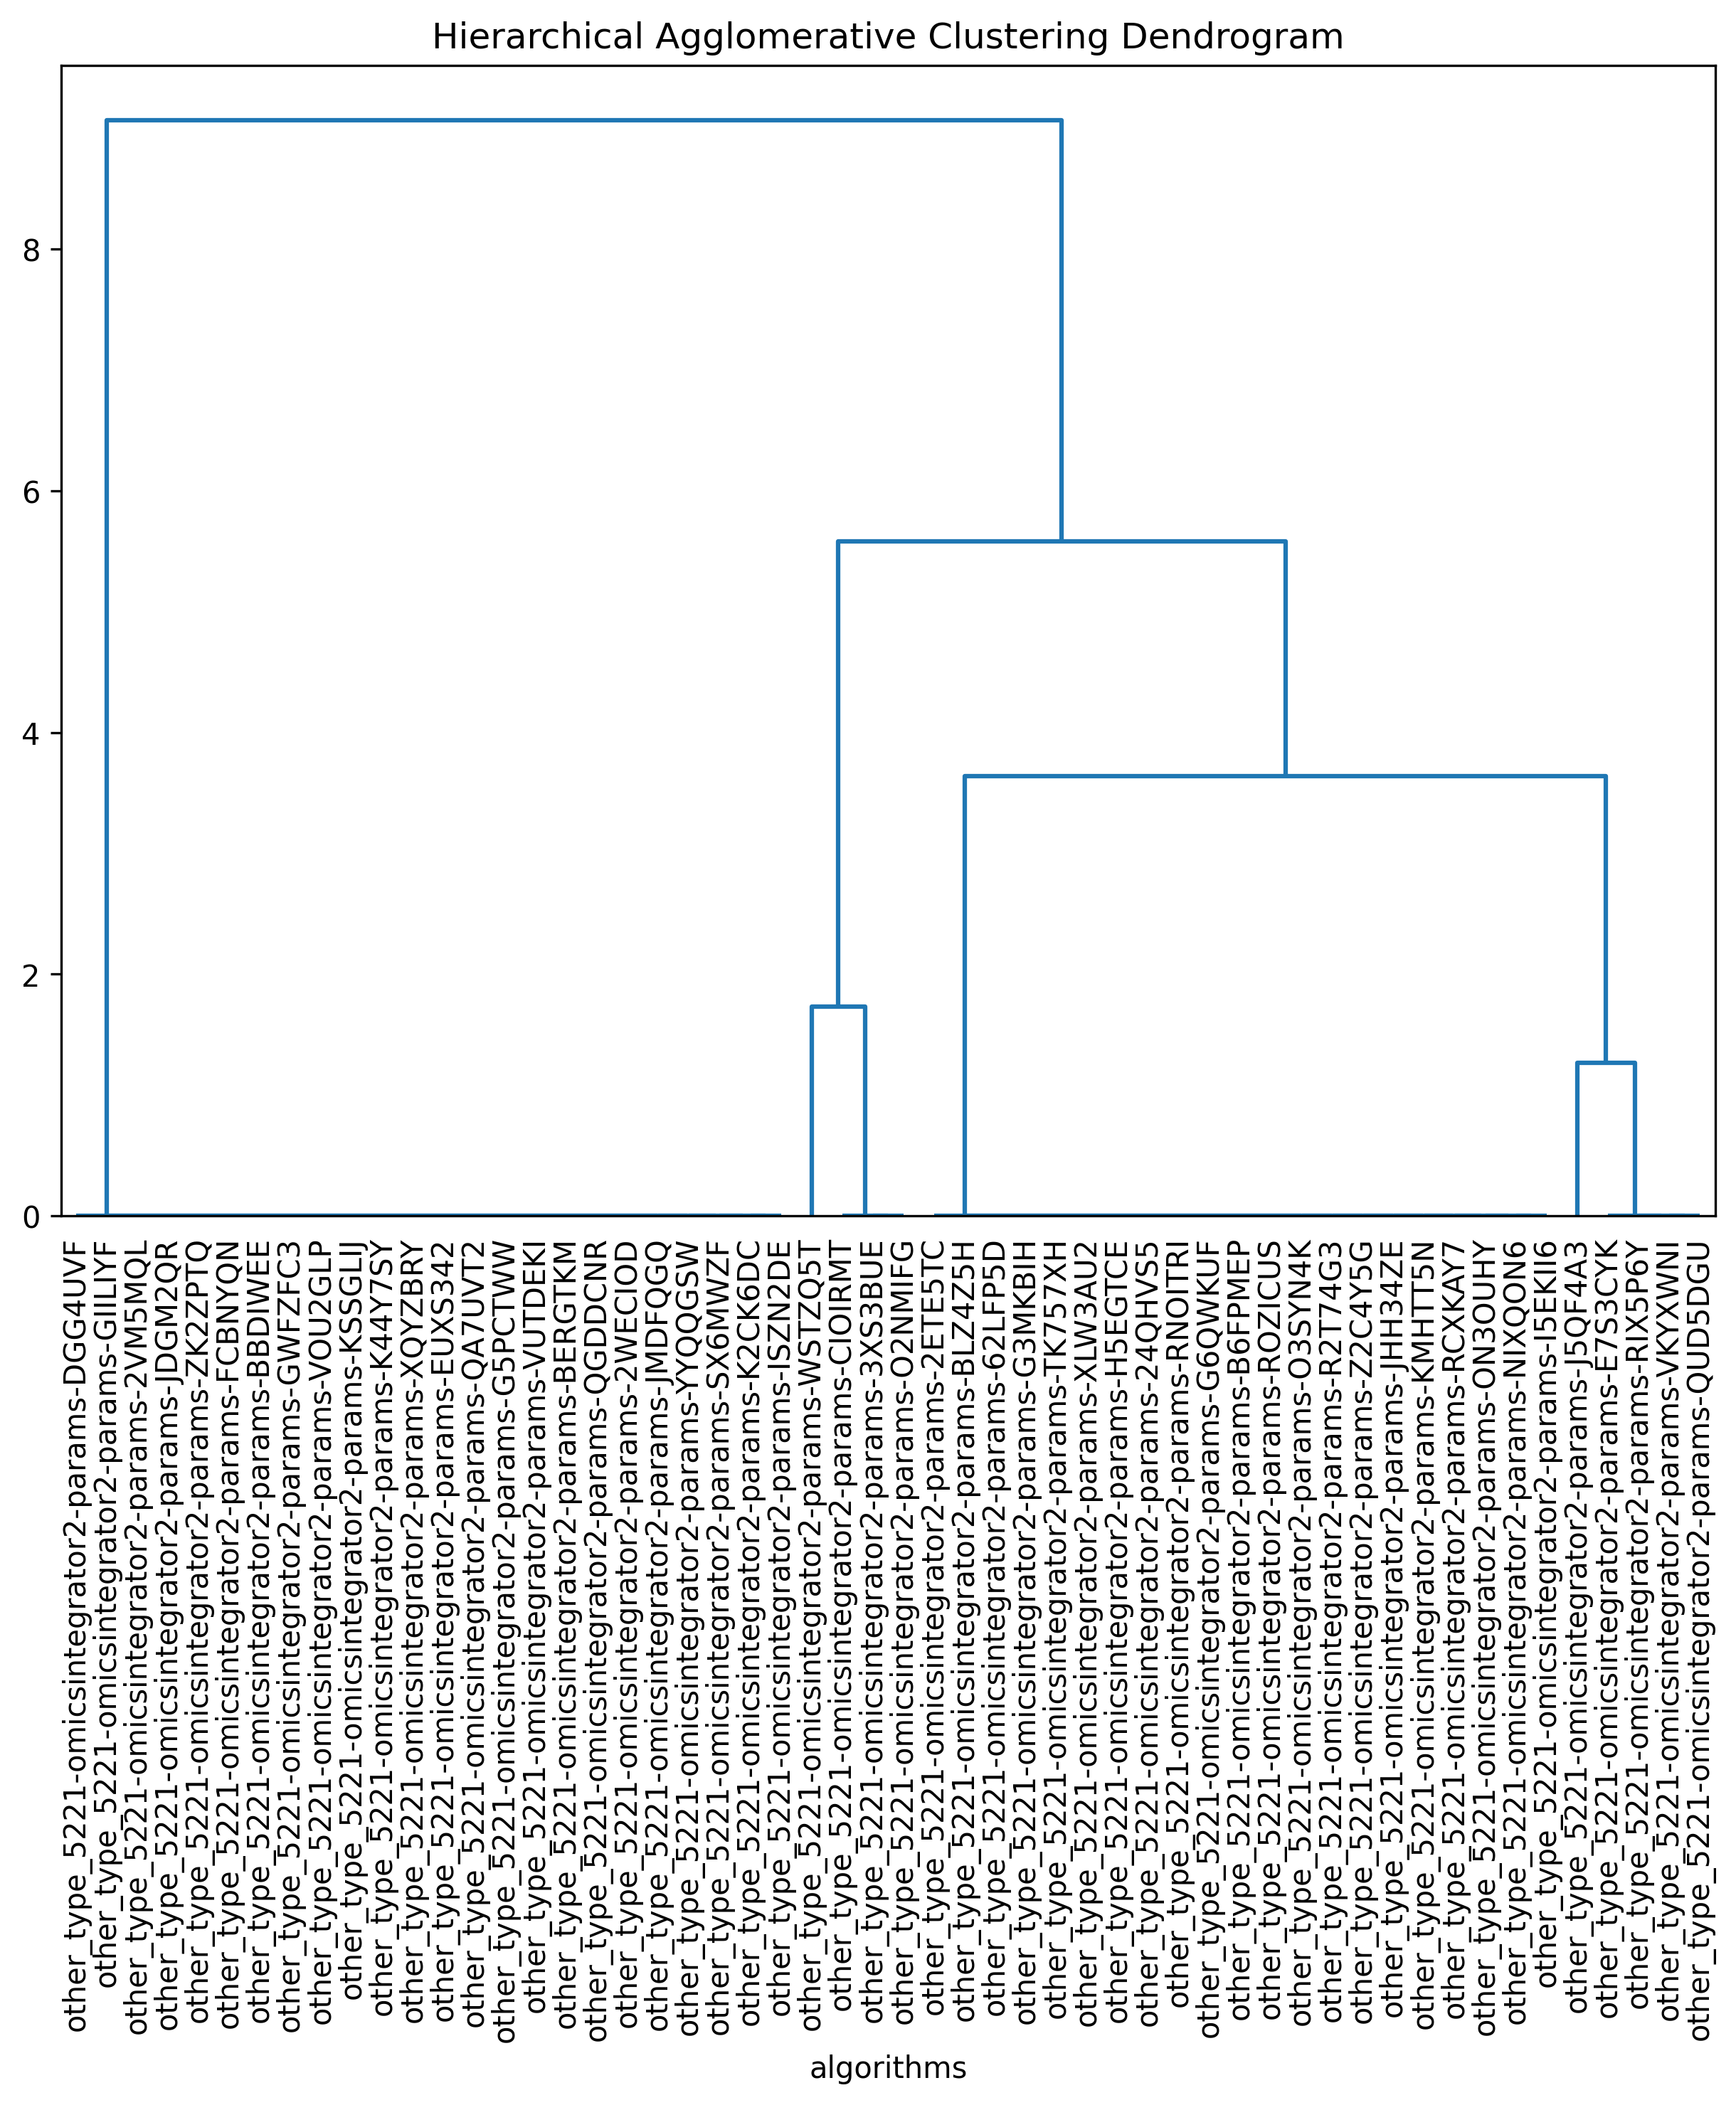 Hierarchical Agglomerative Clustering Dendrogram
8
6
4
2
0
other_type_5221-omicsintegrator2-params-DGG4UVF
other_type_5221-omicsintegrator2-params-GIILIYF
other_type_5221-omicsintegrator2-params-2VM5MQL
other_type_5221-omicsintegrator2-params-JDGM2QR
other_type_5221-omicsintegrator2-params-ZK2ZPTQ
other_type_5221-omicsintegrator2-params-FCBNYQN
other_type_5221-omicsintegrator2-params-BBDIWEE
other_type_5221-omicsintegrator2-params-GWFZFC3
other_type_5221-omicsintegrator2-params-VOU2GLP
other_type_5221-omicsintegrator2-params-KSSGLIJ
other_type_5221-omicsintegrator2-params-K44Y7SY
other_type_5221-omicsintegrator2-params-XQYZBRY
other_type_5221-omicsintegrator2-params-EUXS342
other_type_5221-omicsintegrator2-params-QA7UVT2
other_type_5221-omicsintegrator2-params-G5PCTWW
other_type_5221-omicsintegrator2-params-VUTDEKI
other_type_5221-omicsintegrator2-params-BERGTKM
other_type_5221-omicsintegrator2-params-QGDDCNR
other_type_5221-omicsintegrator2-params-2WECIOD
other_type_5221-omicsintegrator2-params-JMDFQGQ
other_type_5221-omicsintegrator2-params-YYQQGSW
other_type_5221-omicsintegrator2-params-SX6MWZF
other_type_5221-omicsintegrator2-params-K2CK6DC
other_type_5221-omicsintegrator2-params-ISZN2DE
other_type_5221-omicsintegrator2-params-WSTZQ5T
other_type_5221-omicsintegrator2-params-CIOIRMT
other_type_5221-omicsintegrator2-params-3XS3BUE
other_type_5221-omicsintegrator2-params-O2NMIFG
other_type_5221-omicsintegrator2-params-2ETE5TC
other_type_5221-omicsintegrator2-params-BLZ4Z5H
other_type_5221-omicsintegrator2-params-62LFP5D
other_type_5221-omicsintegrator2-params-G3MKBIH
other_type_5221-omicsintegrator2-params-TK757XH
other_type_5221-omicsintegrator2-params-XLW3AU2
other_type_5221-omicsintegrator2-params-H5EGTCE
other_type_5221-omicsintegrator2-params-24QHVS5
other_type_5221-omicsintegrator2-params-RNOITRI
other_type_5221-omicsintegrator2-params-G6QWKUF
other_type_5221-omicsintegrator2-params-B6FPMEP
other_type_5221-omicsintegrator2-params-ROZICUS
other_type_5221-omicsintegrator2-params-O3SYN4K
other_type_5221-omicsintegrator2-params-R2T74G3
other_type_5221-omicsintegrator2-params-Z2C4Y5G
other_type_5221-omicsintegrator2-params-JHH34ZE
other_type_5221-omicsintegrator2-params-KMHTT5N
other_type_5221-omicsintegrator2-params-RCXKAY7
other_type_5221-omicsintegrator2-params-ON3OUHY
other_type_5221-omicsintegrator2-params-NIXQON6
other_type_5221-omicsintegrator2-params-I5EKII6
other_type_5221-omicsintegrator2-params-J5QF4A3
other_type_5221-omicsintegrator2-params-E7S3CYK
other_type_5221-omicsintegrator2-params-RIX5P6Y
other_type_5221-omicsintegrator2-params-VKYXWNI
other_type_5221-omicsintegrator2-params-QUD5DGU
algorithms